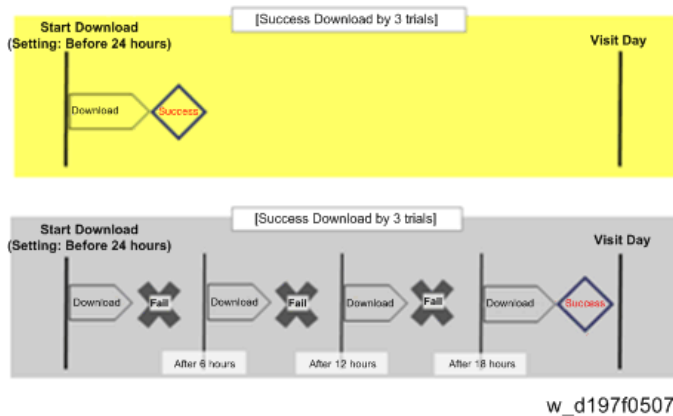 [Success Download by 3 trials]
Start Download
(Setting: Before 24 hours)
Visit Day
Download
Success
[Success Download by 3 trials]
Start Download
(Setting: Before 24 hours)
Visit Day
Download Fail Download Fail Download Fail Download Success
After 6 hours After 12 hours After 18 hours
w_d197f0507